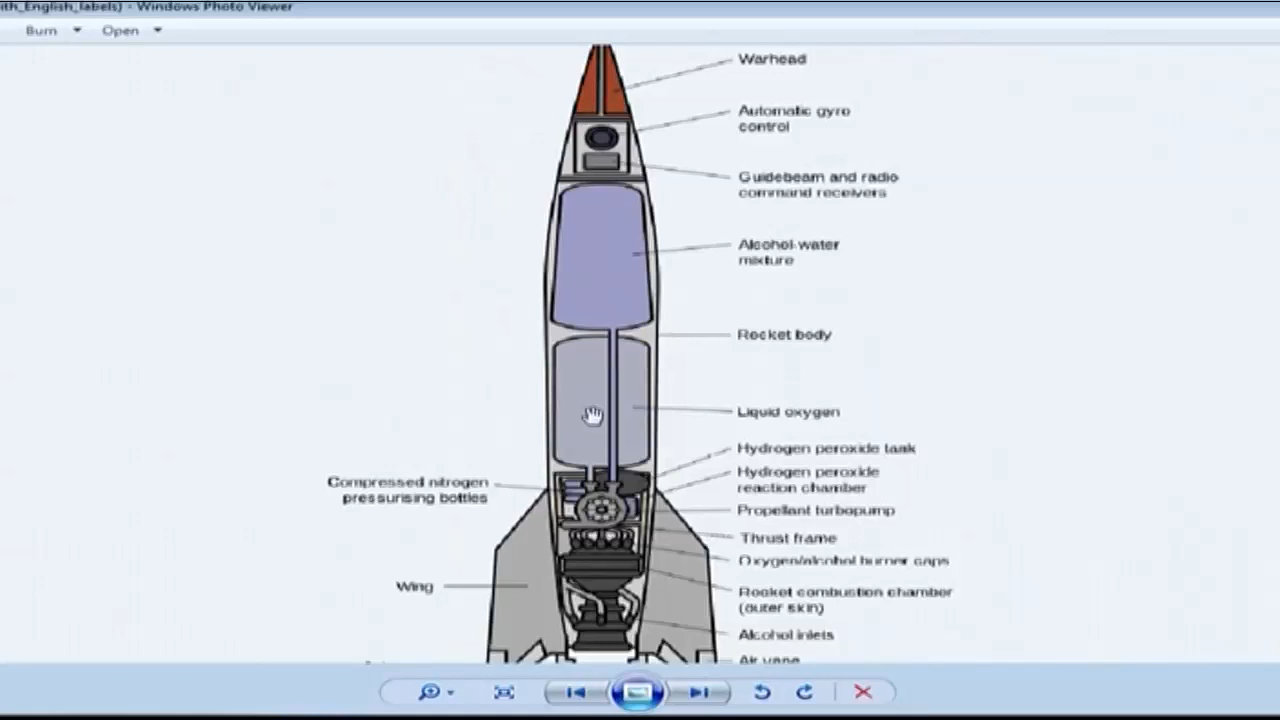 ith_English_labels) - Windows Photo Viewer
Burn Open
Warhead
Automatic gyro
control
Guidebeam and radio
command receivers
Alcohol-water
mixture
Rocket body
Liquid oxygen
Hydrogen peroxide tank
Hydrogen peroxide
reaction chamber
Compressed nitrogen
pressurising bottles
Propellant turbopump
Thrust frame
Oxygen/alcohol burner caps
Wing
Rocket combustion chamber
(outer skin)
Alcohol inlets
Air vane